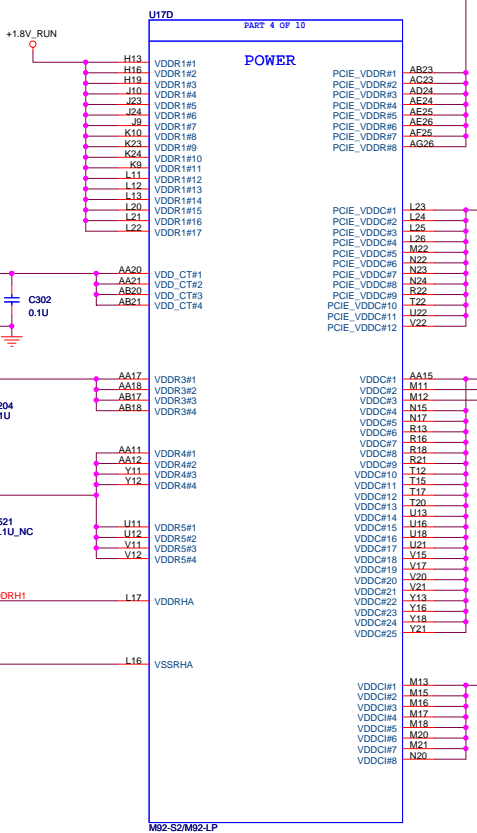 U17D
PART 4 OF 10
POWER
+1.8V_RUN
H13 VDDR1#1
H16 VDDR1#2
H19 VDDR1#3
J10 VDDR1#4
J23 VDDR1#5
J24 VDDR1#6
J9 VDDR1#7
K10 VDDR1#8
K23 VDDR1#9
K24 VDDR1#10
K9 VDDR1#11
L11 VDDR1#12
L12 VDDR1#13
L13 VDDR1#14
L20 VDDR1#15
L21 VDDR1#16
L22 VDDR1#17
AA20 VDD_CT#1
AA21 VDD_CT#2
AB20 VDD_CT#3
AB21 VDD_CT#4
C302
0.1U
AA17 VDDR3#1
AA18 VDDR3#2
AB17 VDDR3#3
AB18 VDDR3#4
204
1U
AA11 VDDR4#1
AA12 VDDR4#2
Y11 VDDR4#3
Y12 VDDR4#4
U11 VDDR5#1
U12 VDDR5#2
V11 VDDR5#3
V12 VDDR5#4
521
.1U_NC
DRH1
L17 VDDRHA
L16 VSSRHA
PCIE_VDDR#1 AB23
PCIE_VDDR#2 AC23
PCIE_VDDR#3 AD24
PCIE_VDDR#4 AE24
PCIE_VDDR#5 AE25
PCIE_VDDR#6 AE26
PCIE_VDDR#7 AF25
PCIE_VDDR#8 AG26
PCIE_VDDC#1 L23
PCIE_VDDC#2 L24
PCIE_VDDC#3 L25
PCIE_VDDC#4 L26
PCIE_VDDC#5 M22
PCIE_VDDC#6 N22
PCIE_VDDC#7 N23
PCIE_VDDC#8 N24
PCIE_VDDC#9 R22
PCIE_VDDC#10 T22
PCIE_VDDC#11 U22
PCIE_VDDC#12 V22
VDDC#1 AA15
VDDC#2 M11
VDDC#3 M12
VDDC#4 N15
VDDC#5 N17
VDDC#6 R13
VDDC#7 R16
VDDC#8 R18
VDDC#9 R21
VDDC#10 T12
VDDC#11 T15
VDDC#12 T17
VDDC#13 T20
VDDC#14 U13
VDDC#15 U16
VDDC#16 U18
VDDC#17 U21
VDDC#18 V15
VDDC#19 V17
VDDC#20 V20
VDDC#21 V21
VDDC#22 Y13
VDDC#23 Y16
VDDC#24 Y18
VDDC#25 Y21
VDDCI#1 M13
VDDCI#2 M15
VDDCI#3 M16
VDDCI#4 M17
VDDCI#5 M18
VDDCI#6 M20
VDDCI#7 M21
VDDCI#8 N20
M92-S2/M92-LP